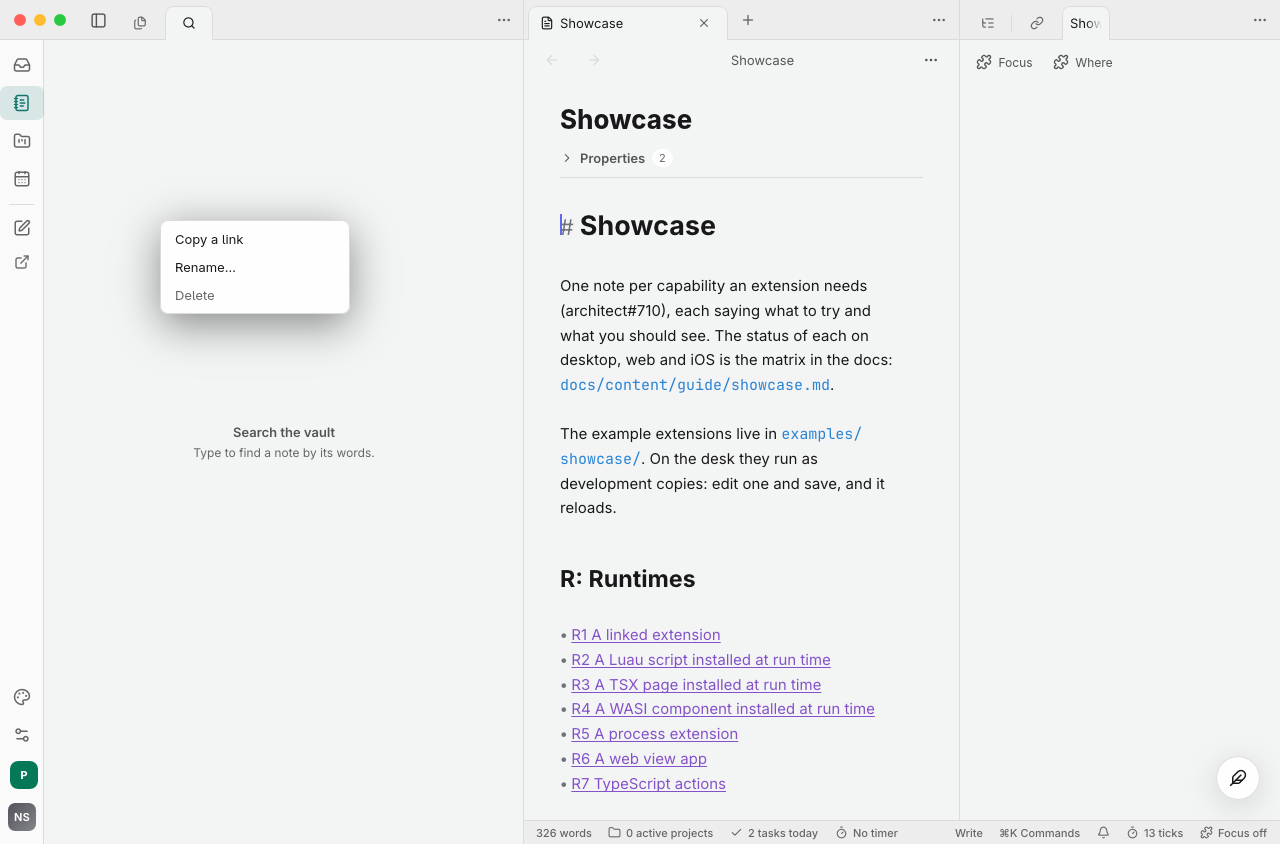 Showcase
Show
Showcase
Focus
Where
Showcase
Properties 2
# Showcase
Copy a link
Rename...
Delete
One note per capability an extension needs
(architect#710), each saying what to try and
what you should see. The status of each on
desktop, web and iOS is the matrix in the docs:
docs/content/guide/showcase.md.
Search the vault
Type to find a note by its words.
The example extensions live in examples/
showcase/. On the desk they run as
development copies: edit one and save, and it
reloads.
R: Runtimes
• R1 A linked extension
• R2 A Luau script installed at run time
• R3 A TSX page installed at run time
• R4 A WASI component installed at run time
• R5 A process extension
• R6 A web view app
• R7 TypeScript actions
P
NS
326 words
0 active projects
2 tasks today
No timer
Write
⌘K Commands
13 ticks
Focus off